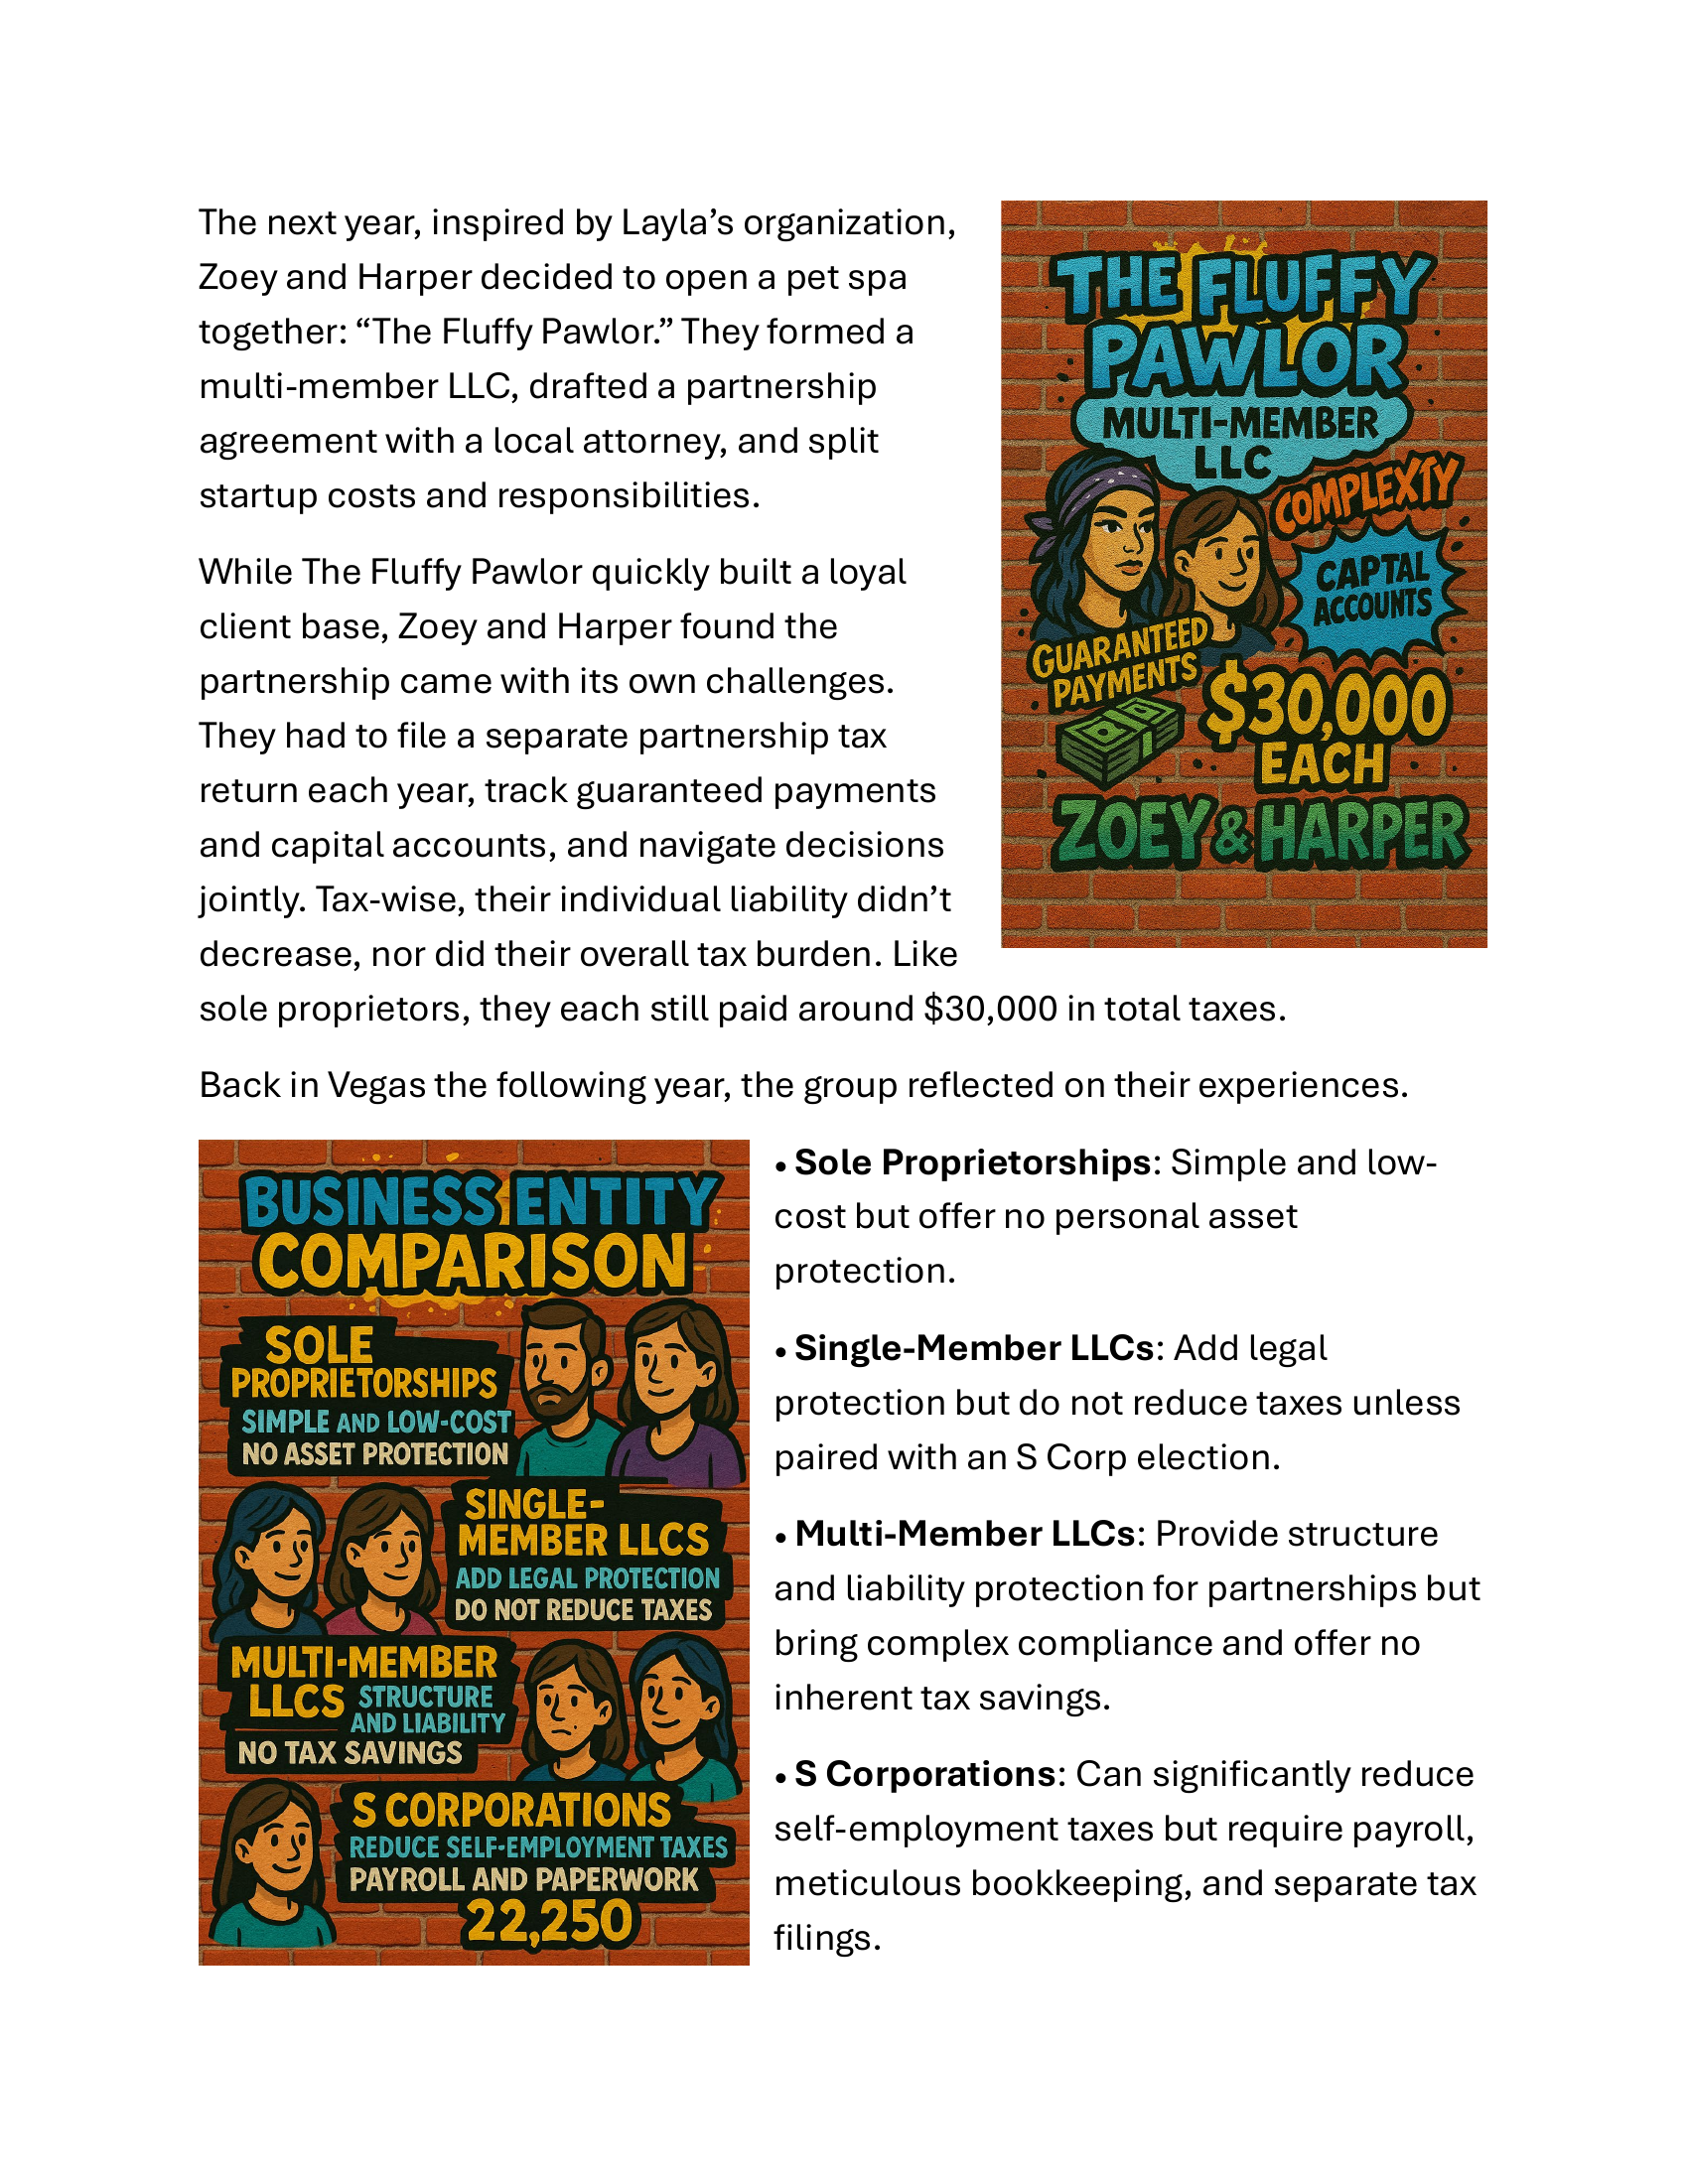 The next year, inspired by Layla’s organization,
Zoey and Harper decided to open a pet spa
together: “The Fluffy Pawlor.” They formed a
multi-member LLC, drafted a partnership
agreement with a local attorney, and split
startup costs and responsibilities.
While The Fluffy Pawlor quickly built a loyal
client base, Zoey and Harper found the
partnership came with its own challenges.
They had to file a separate partnership tax
return each year, track guaranteed payments
and capital accounts, and navigate decisions
jointly. Tax-wise, their individual liability didn’t
decrease, nor did their overall tax burden. Like
sole proprietors, they each still paid around $30,000 in total taxes.
THE FLUFFY
PAWLOR
MULTI-MEMBER
LLC
COMPLEXTY
CAPTAL
ACCOUNTS
GUARANTEED
PAYMENTS
$30,000
EACH
ZOEY & HARPER
Back in Vegas the following year, the group reflected on their experiences.
BUSINESS ENTITY
COMPARISON
SOLE
PROPRIETORSHIPS
SIMPLE AND LOW-COST
NO ASSET PROTECTION
SINGLE-
MEMBER LLCS
ADD LEGAL PROTECTION
DO NOT REDUCE TAXES
MULTI-MEMBER
LLCS STRUCTURE
AND LIABILITY
NO TAX SAVINGS
S CORPORATIONS
REDUCE SELF-EMPLOYMENT TAXES
PAYROLL AND PAPERWORK
22,250
• Sole Proprietorships: Simple and low-
cost but offer no personal asset
protection.
• Single-Member LLCs: Add legal
protection but do not reduce taxes unless
paired with an S Corp election.
• Multi-Member LLCs: Provide structure
and liability protection for partnerships but
bring complex compliance and offer no
inherent tax savings.
• S Corporations: Can significantly reduce
self-employment taxes but require payroll,
meticulous bookkeeping, and separate tax
filings.